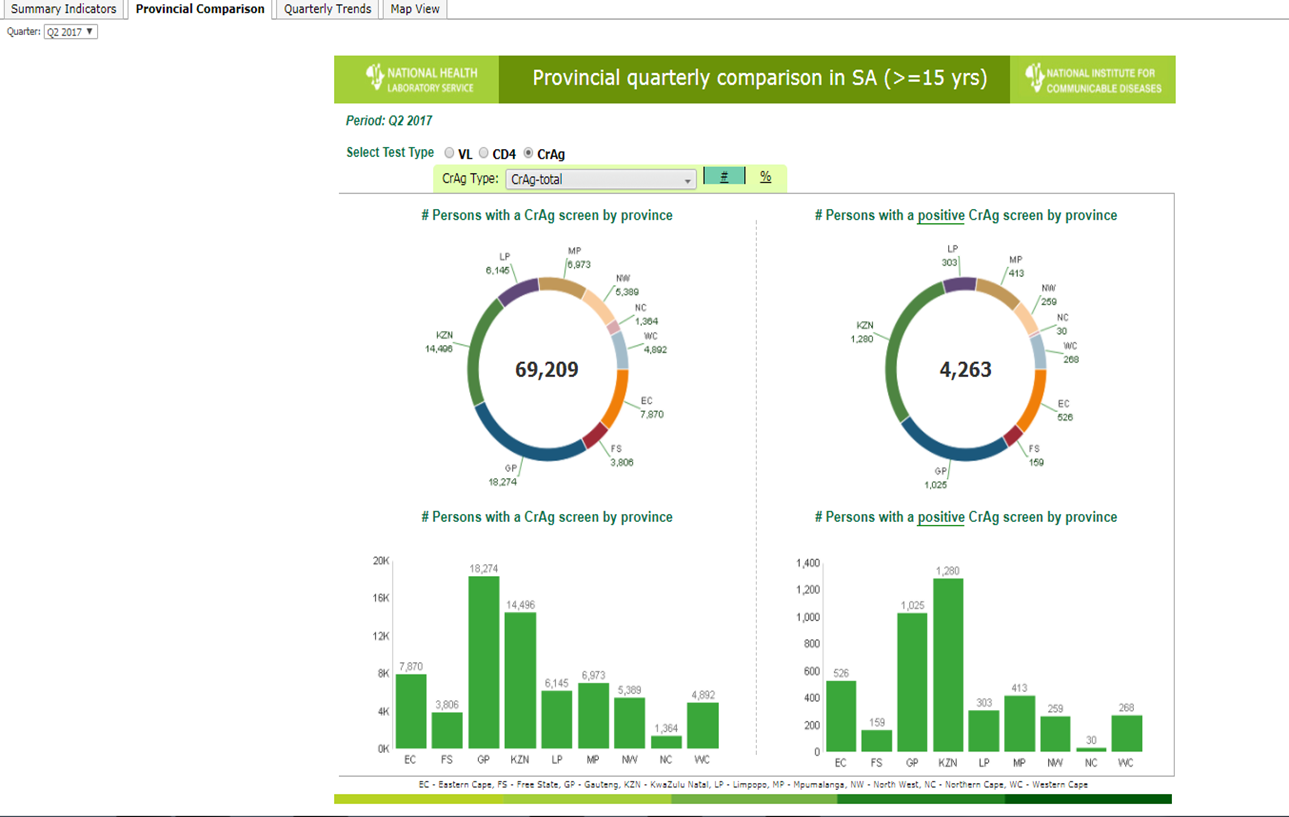 Summary Indicators Provincial Comparison Quarterly Trends Map View
Quarter: Q2 2017 ▼
NATIONAL HEALTH
LABORATORY SERVICE
Provincial quarterly comparison in SA (>=15 yrs)
NATIONAL INSTITUTE FOR
COMMUNICABLE DISEASES
Period: Q2 2017
Select Test Type VL CD4 CrAg
CrAg Type: CrAg-total # %
# Persons with a CrAg screen by province
LP
6,145
MP
6,973
NW
5,389
NC
1,364
WC
4,892
KZN
14,496
69,209
EC
7,870
FS
3,806
GP
18,274
# Persons with a positive CrAg screen by province
LP
303
MP
413
NW
259
NC
30
WC
268
KZN
1,280
4,263
EC
526
FS
159
GP
1,025
# Persons with a CrAg screen by province
20K
16K
12K
8K
4K
0K
7,870 3,806 18,274 14,496 6,145 6,973 5,389 1,364 4,892
EC FS GP KZN LP MP NW NC WC
# Persons with a positive CrAg screen by province
1,400
1,200
1,000
800
600
400
200
0
526 159 1,025 1,280 303 413 259 30 268
EC FS GP KZN LP MP NW NC WC
EC - Eastern Cape, FS - Free State, GP - Gauteng, KZN - KwaZulu Natal, LP - Limpopo, MP - Mpumalanga, NW - North West, NC - Northern Cape, WC - Western Cape